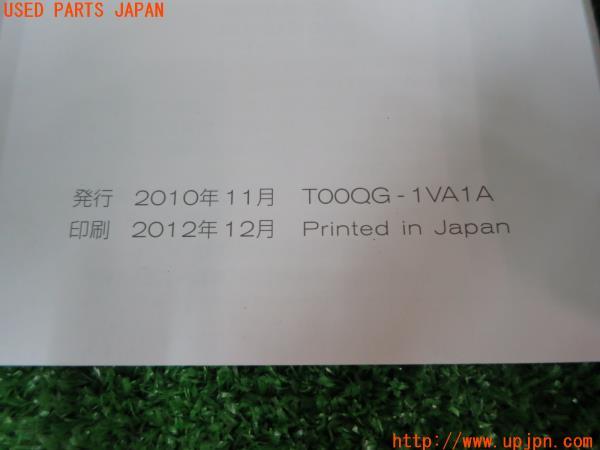 USED PARTS JAPAN
発行 2010年11月 T00QG-1VA1A
印刷 2012年12月 Printed in Japan
http://www.upjpn.com/